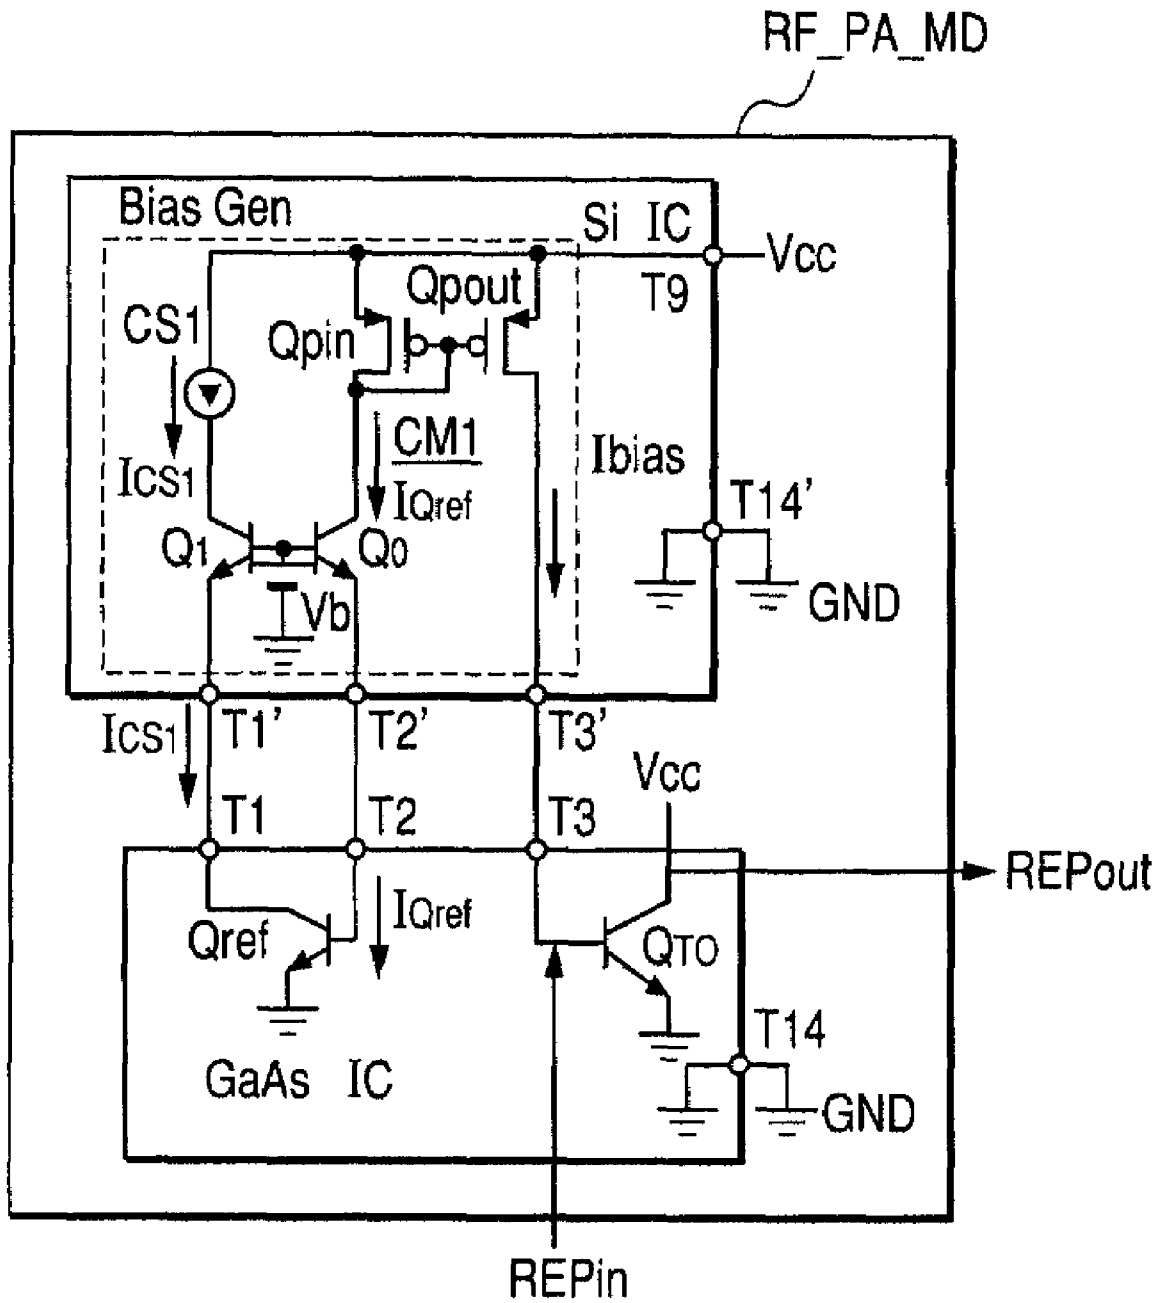 RF_PA_MD
Bias Gen
Si IC
Vcc
T9
Qpout
CS1
Qpin
CM1
Ibias
ICS1
IQref
T14'
Q1
Q0
Vb
GND
ICS1
T1'
T2'
T3'
Vcc
T1
T2
T3
REPout
IQref
Qref
QTO
T14
GaAs IC
GND
REPin